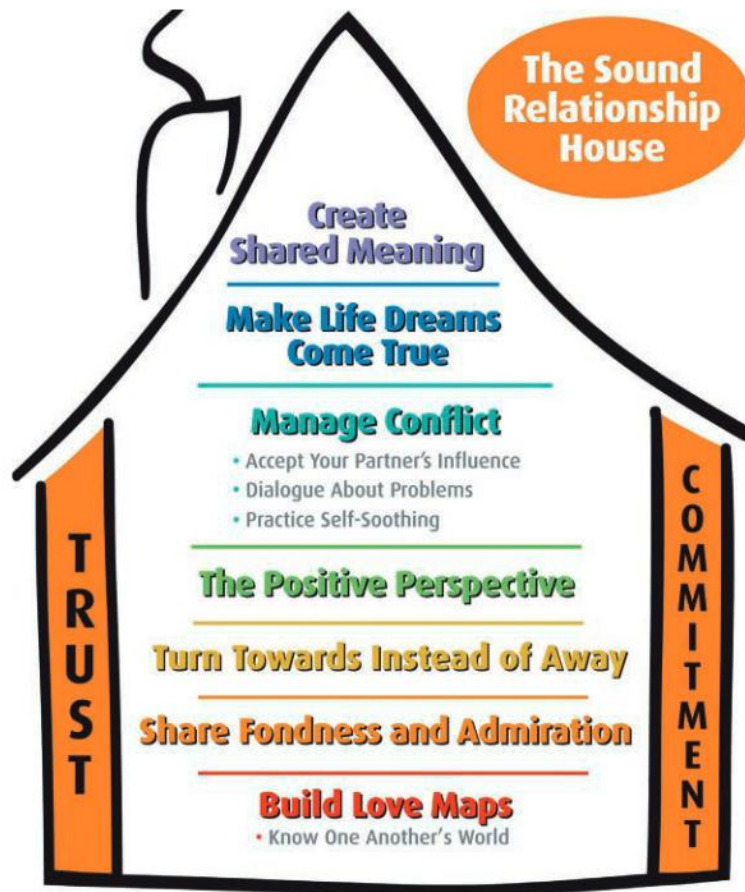 The Sound
Relationship
House
Create
Shared Meaning
Make Life Dreams
Come True
Manage Conflict
• Accept Your Partner's Influence
• Dialogue About Problems
• Practice Self-Soothing
The Positive Perspective
Turn Towards Instead of Away
Share Fondness and Admiration
Build Love Maps
• Know One Another's World
TRUST
COMMITMENT